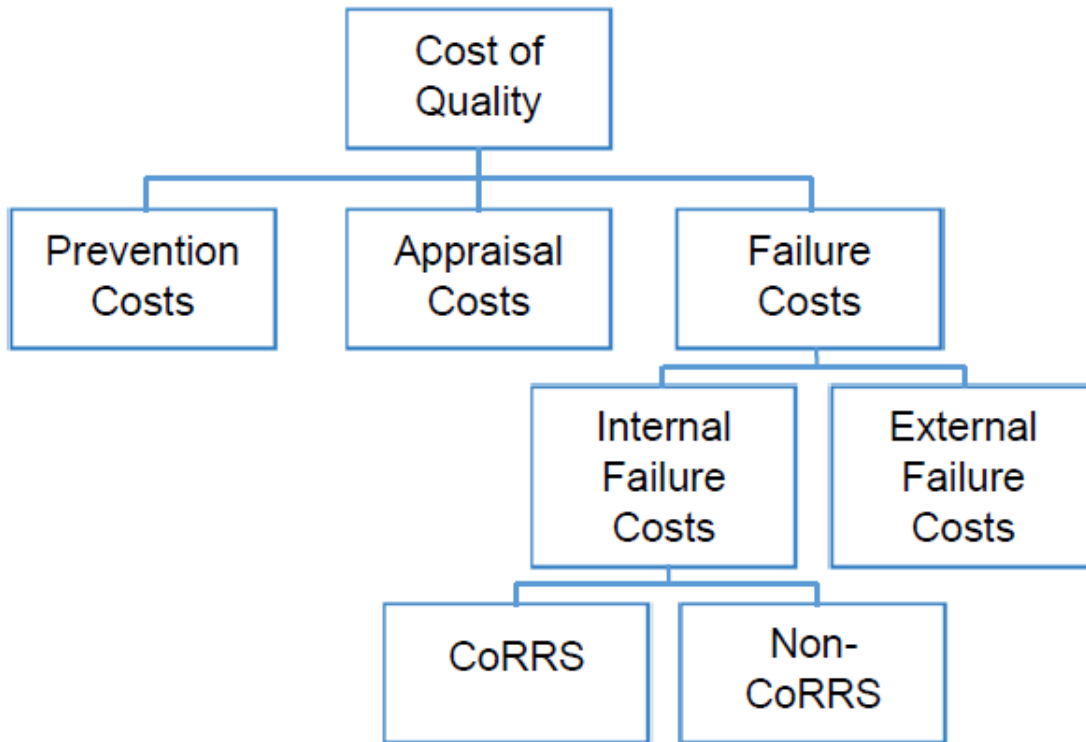 Cost of
Quality
Prevention
Costs
Appraisal
Costs
Failure
Costs
Internal
Failure
Costs
External
Failure
Costs
CoRRS
Non-
CoRRS